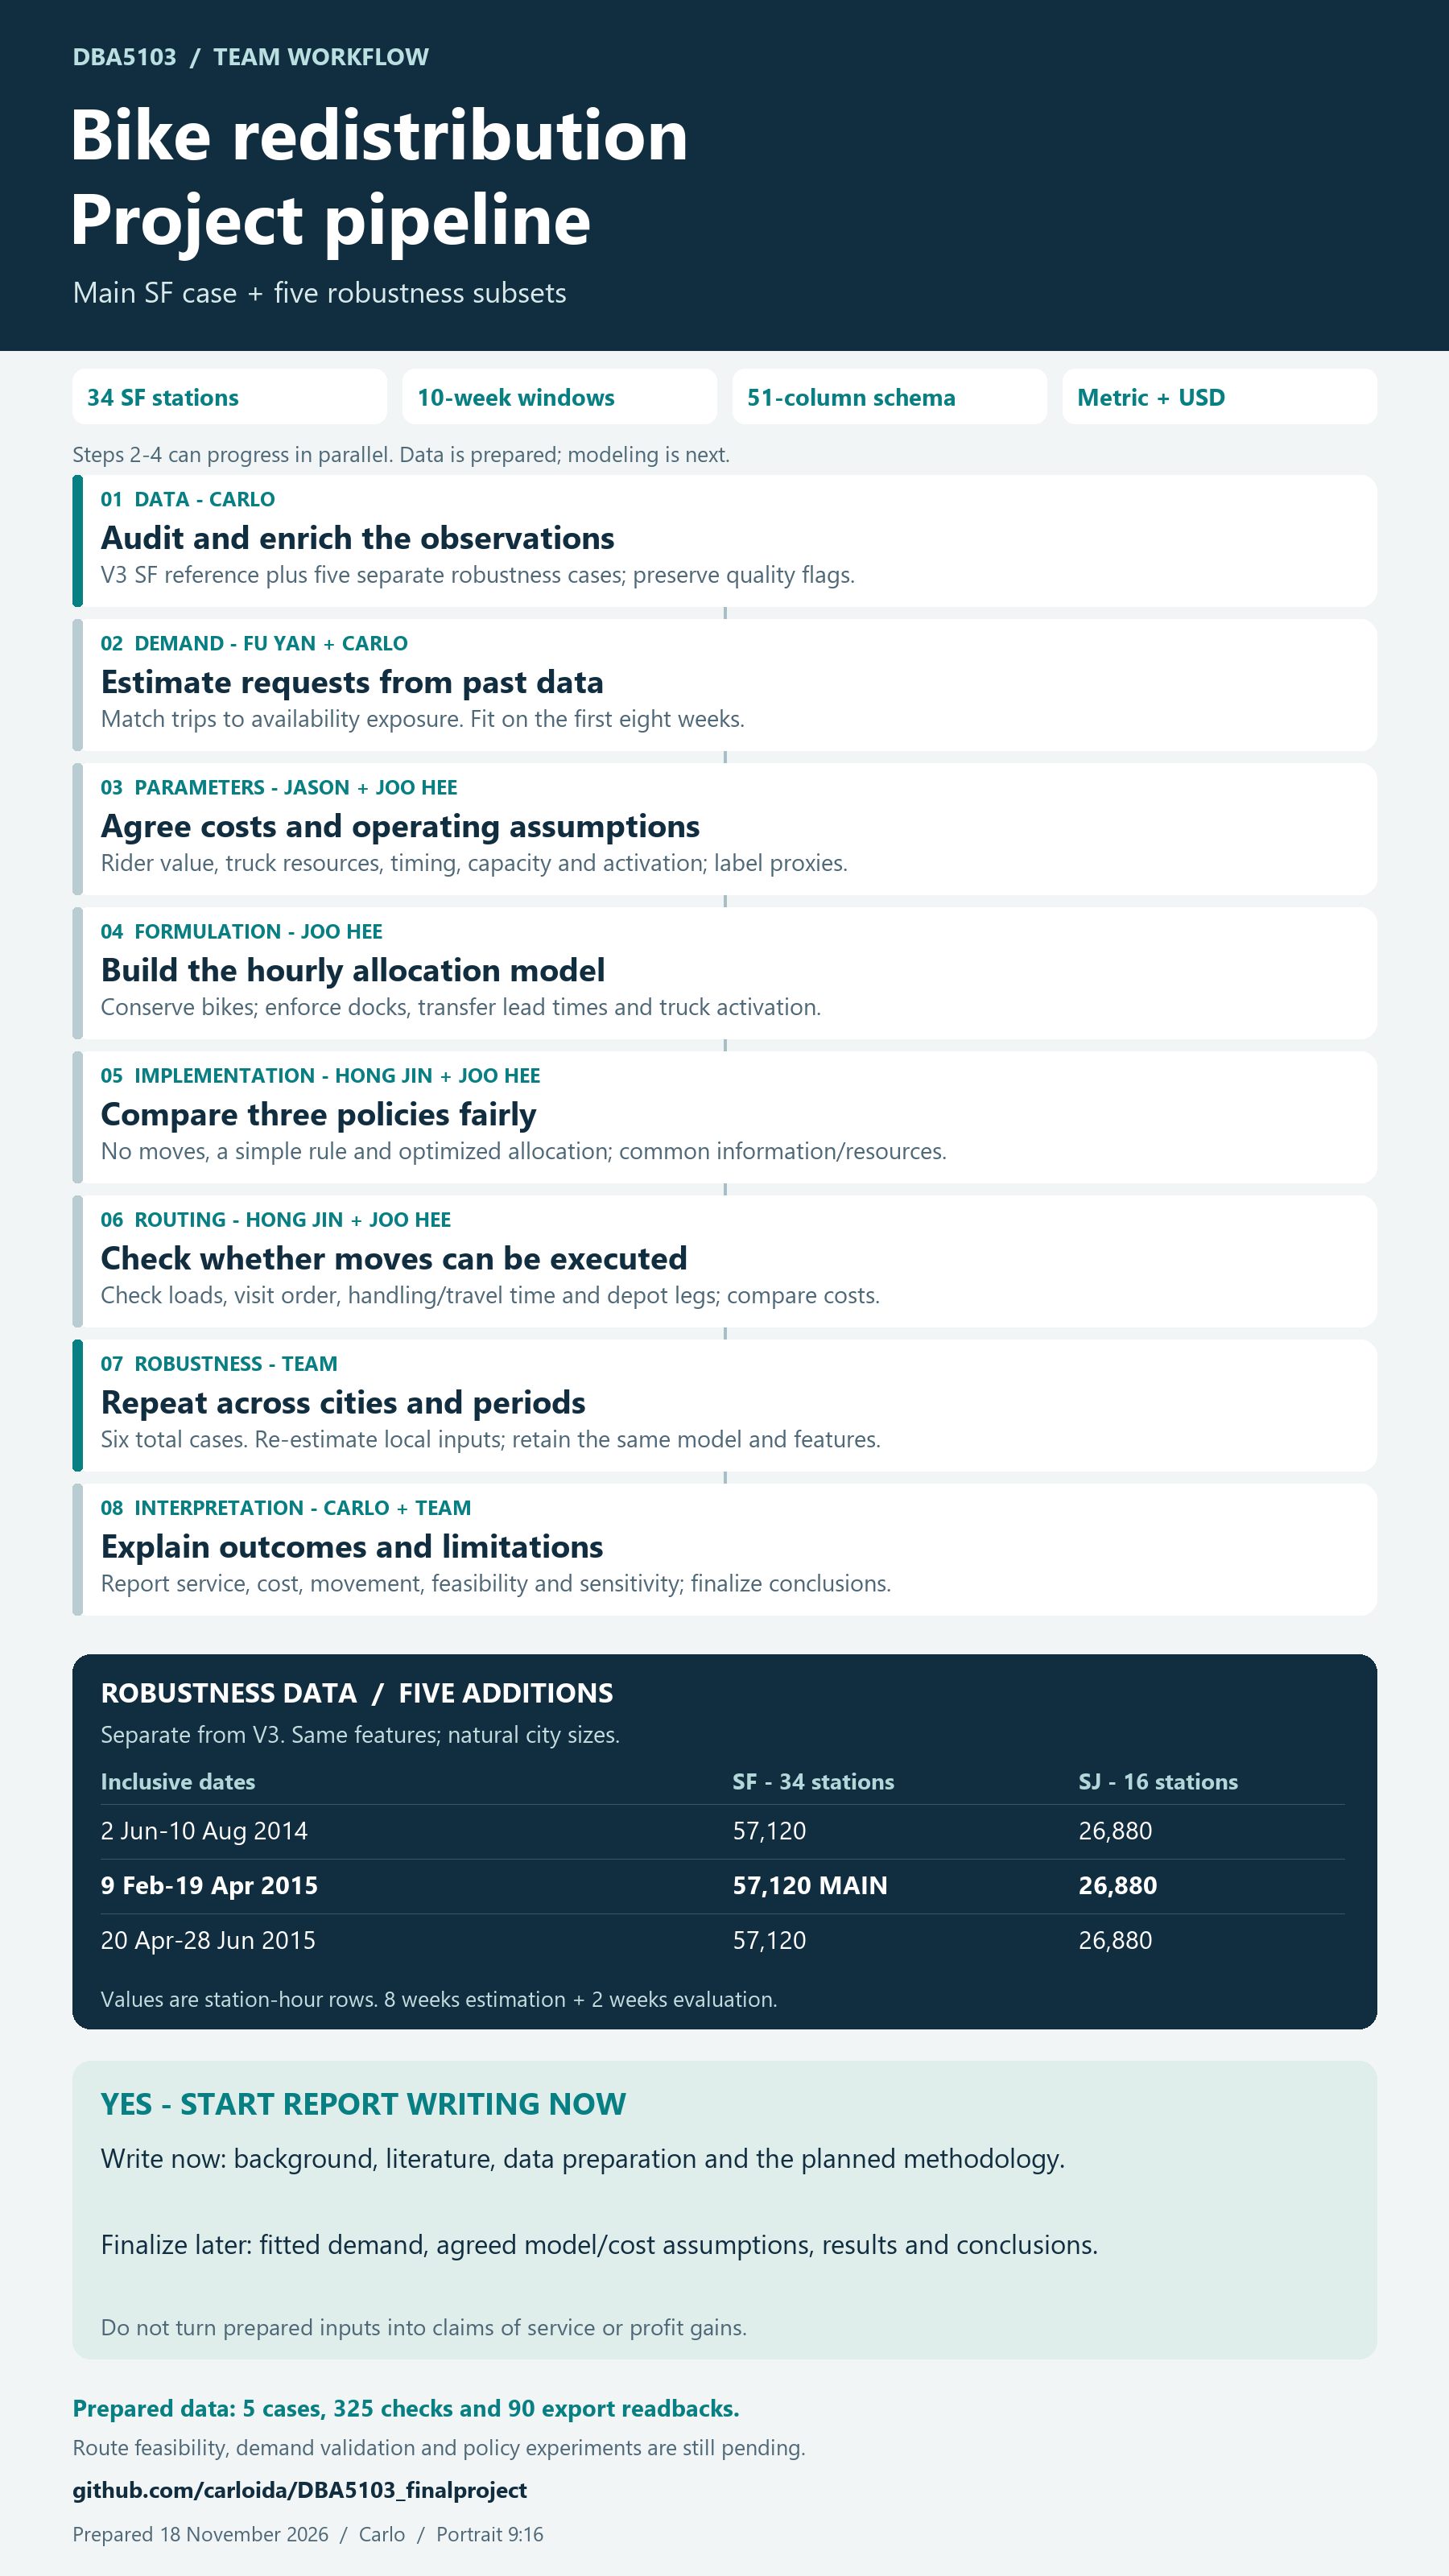 DBA5103 / TEAM WORKFLOW
Bike redistribution
Project pipeline
Main SF case + five robustness subsets
34 SF stations
10-week windows
51-column schema
Metric + USD
Steps 2-4 can progress in parallel. Data is prepared; modeling is next.
01 DATA - CARLO
Audit and enrich the observations
V3 SF reference plus five separate robustness cases; preserve quality flags.
02 DEMAND - FU YAN + CARLO
Estimate requests from past data
Match trips to availability exposure. Fit on the first eight weeks.
03 PARAMETERS - JASON + JOO HEE
Agree costs and operating assumptions
Rider value, truck resources, timing, capacity and activation; label proxies.
04 FORMULATION - JOO HEE
Build the hourly allocation model
Conserve bikes; enforce docks, transfer lead times and truck activation.
05 IMPLEMENTATION - HONG JIN + JOO HEE
Compare three policies fairly
No moves, a simple rule and optimized allocation; common information/resources.
06 ROUTING - HONG JIN + JOO HEE
Check whether moves can be executed
Check loads, visit order, handling/travel time and depot legs; compare costs.
07 ROBUSTNESS - TEAM
Repeat across cities and periods
Six total cases. Re-estimate local inputs; retain the same model and features.
08 INTERPRETATION - CARLO + TEAM
Explain outcomes and limitations
Report service, cost, movement, feasibility and sensitivity; finalize conclusions.
ROBUSTNESS DATA / FIVE ADDITIONS
Separate from V3. Same features; natural city sizes.
Inclusive dates SF - 34 stations SJ - 16 stations
2 Jun-10 Aug 2014 57,120 26,880
9 Feb-19 Apr 2015 57,120 MAIN 26,880
20 Apr-28 Jun 2015 57,120 26,880
Values are station-hour rows. 8 weeks estimation + 2 weeks evaluation.
YES - START REPORT WRITING NOW
Write now: background, literature, data preparation and the planned methodology.
Finalize later: fitted demand, agreed model/cost assumptions, results and conclusions.
Do not turn prepared inputs into claims of service or profit gains.
Prepared data: 5 cases, 325 checks and 90 export readbacks.
Route feasibility, demand validation and policy experiments are still pending.
github.com/carloida/DBA5103_finalproject
Prepared 18 November 2026 / Carlo / Portrait 9:16